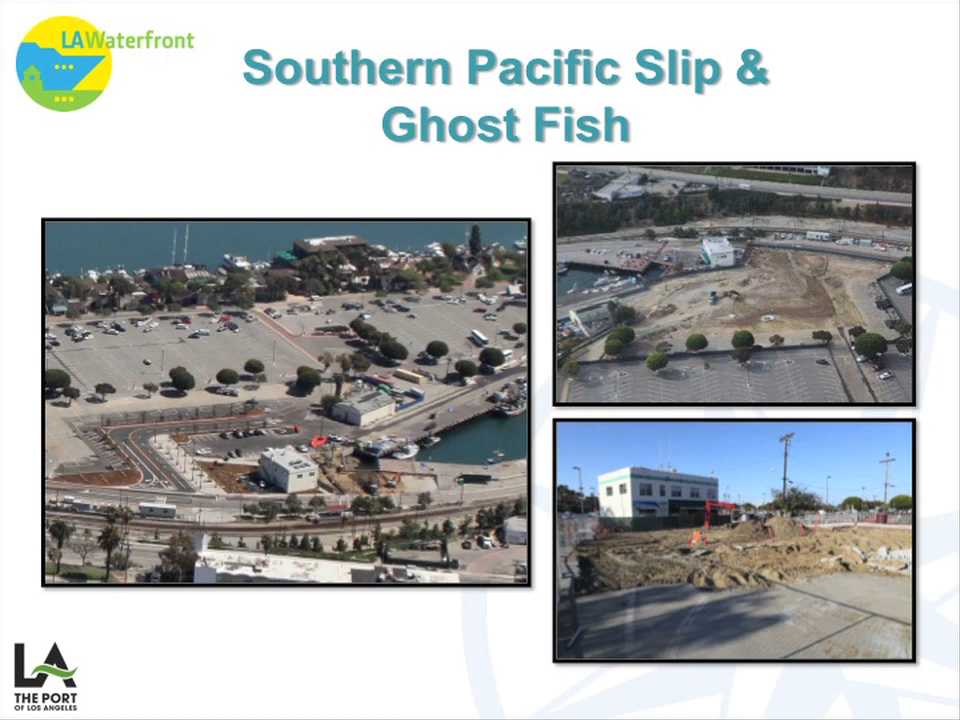 LAWaterfront
Southern Pacific Slip &
Ghost Fish
LA
THE PORT
OF LOS ANGELES